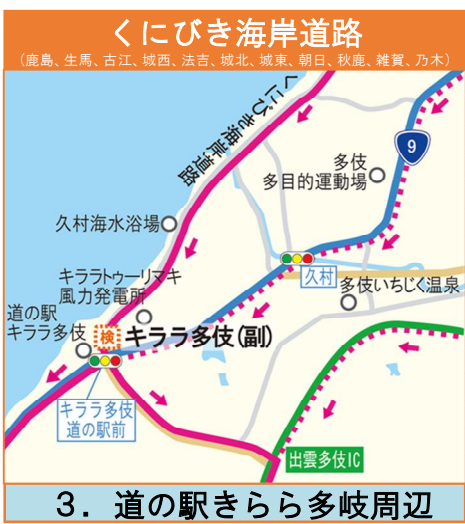 くにびき海岸道路
(鹿島、生馬、古江、城西、法吉、城北、城東、朝日、秋鹿、雑賀、乃木)
くにびき海岸道路
9
多伎
多目的運動場
久村海水浴場
久村
キララトゥーリマキ
風力発電所
多伎いちじく温泉
道の駅
キララ多伎
検
キララ多伎(副)
キララ多伎
道の駅前
出雲多伎IC
3．道の駅きらら多岐周辺